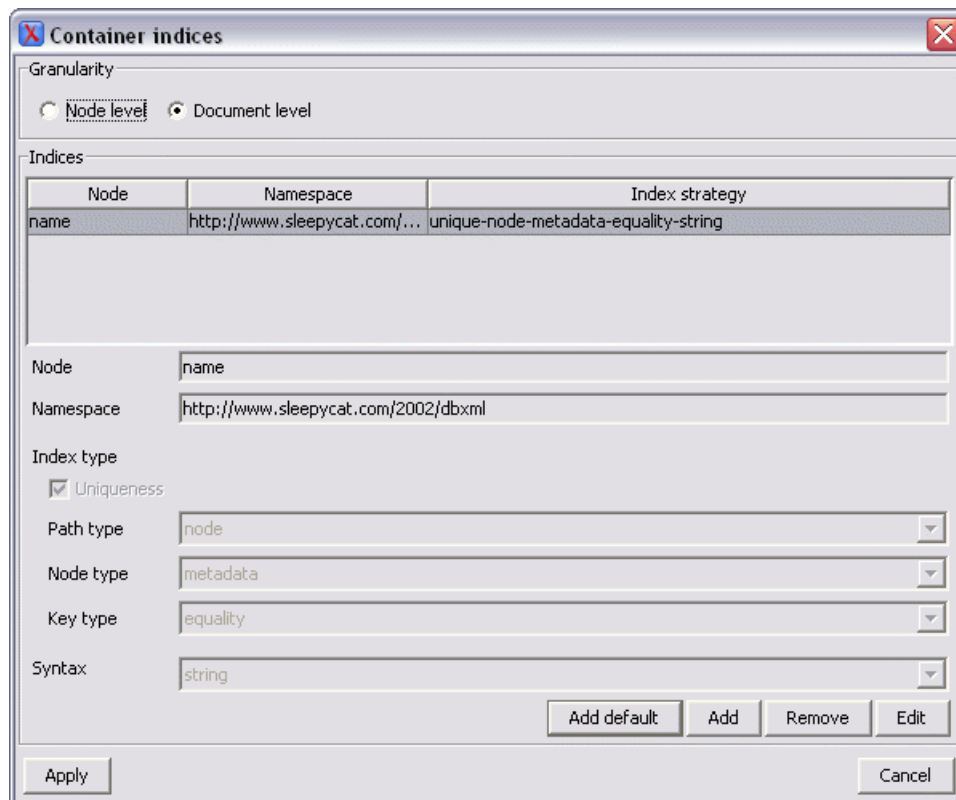 Container indices
Granularity
Node level Document level
Indices
Node Namespace Index strategy
name http://www.sleepycat.com/... unique-node-metadata-equality-string
Node name
Namespace http://www.sleepycat.com/2002/dbxml
Index type
Uniqueness
Path type node
Node type metadata
Key type equality
Syntax string
Add default Add Remove Edit
Apply Cancel